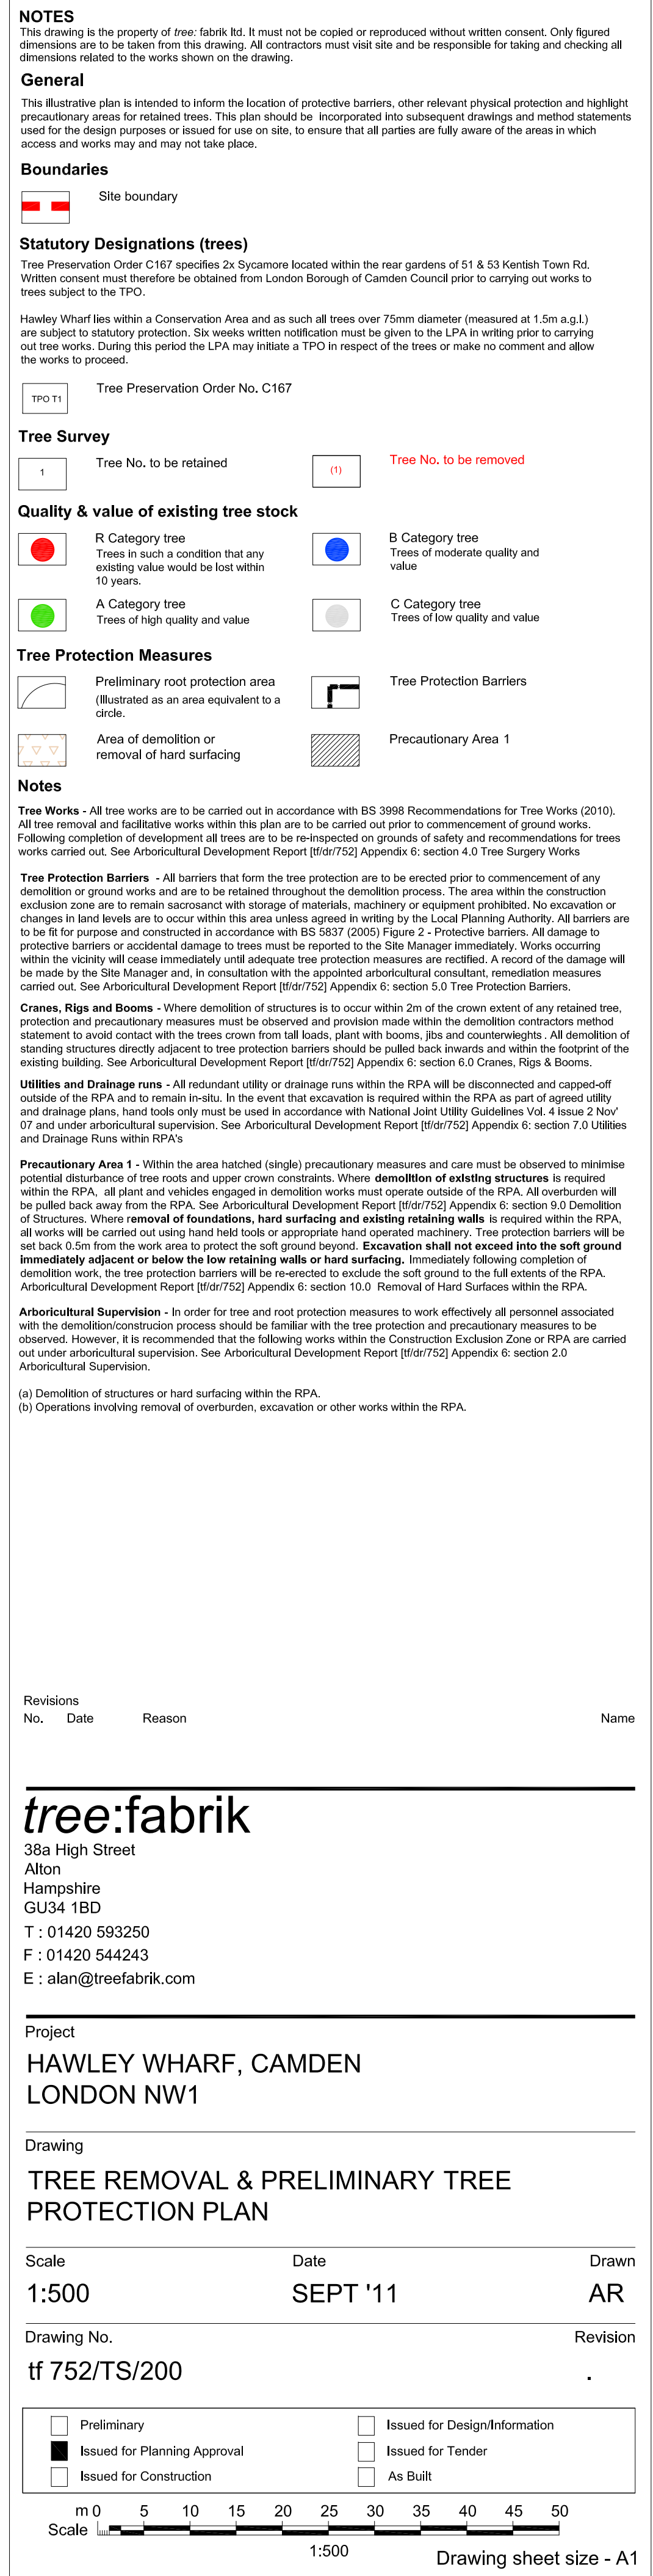 NOTES
This drawing is the property of tree: fabrik ltd. It must not be copied or reproduced without written consent. Only figured
dimensions are to be taken from this drawing. All contractors must visit site and be responsible for taking and checking all
dimensions related to the works shown on the drawing.
General
This illustrative plan is intended to inform the location of protective barriers, other relevant physical protection and highlight
precautionary areas for retained trees. This plan should be incorporated into subsequent drawings and method statements
used for the design purposes or issued for use on site, to ensure that all parties are fully aware of the areas in which
access and works may and may not take place.
Boundaries
Site boundary
Statutory Designations (trees)
Tree Preservation Order C167 specifies 2x Sycamore located within the rear gardens of 51 & 53 Kentish Town Rd.
Written consent must therefore be obtained from London Borough of Camden Council prior to carrying out works to
trees subject to the TPO.
Hawley Wharf lies within a Conservation Area and as such all trees over 75mm diameter (measured at 1.5m a.g.l.)
are subject to statutory protection. Six weeks written notification must be given to the LPA in writing prior to carrying
out tree works. During this period the LPA may initiate a TPO in respect of the trees or make no comment and allow
the works to proceed.
TPO T1 Tree Preservation Order No. C167
Tree Survey
1 Tree No. to be retained (1) Tree No. to be removed
Quality & value of existing tree stock
R Category tree
Trees in such a condition that any
existing value would be lost within
10 years.
B Category tree
Trees of moderate quality and
value
A Category tree
Trees of high quality and value
C Category tree
Trees of low quality and value
Tree Protection Measures
Preliminary root protection area
(Illustrated as an area equivalent to a
circle.
Tree Protection Barriers
Area of demolition or
removal of hard surfacing
Precautionary Area 1
Notes
Tree Works - All tree works are to be carried out in accordance with BS 3998 Recommendations for Tree Works (2010).
All tree removal and facilitative works within this plan are to be carried out prior to commencement of ground works.
Following completion of development all trees are to be re-inspected on grounds of safety and recommendations for trees
works carried out. See Arboricultural Development Report [tf/dr/752] Appendix 6: section 4.0 Tree Surgery Works
Tree Protection Barriers - All barriers that form the tree protection are to be erected prior to commencement of any
demolition or ground works and are to be retained throughout the demolition process. The area within the construction
exclusion zone are to remain sacrosanct with storage of materials, machinery or equipment prohibited. No excavation or
changes in land levels are to occur within this area unless agreed in writing by the Local Planning Authority. All barriers are
to be fit for purpose and constructed in accordance with BS 5837 (2005) Figure 2 - Protective barriers. All damage to
protective barriers or accidental damage to trees must be reported to the Site Manager immediately. Works occurring
within the vicinity will cease immediately until adequate tree protection measures are rectified. A record of the damage will
be made by the Site Manager and, in consultation with the appointed arboricultural consultant, remediation measures
carried out. See Arboricultural Development Report [tf/dr/752] Appendix 6: section 5.0 Tree Protection Barriers.
Cranes, Rigs and Booms - Where demolition of structures is to occur within 2m of the crown extent of any retained tree,
protection and precautionary measures must be observed and provision made within the demolition contractors method
statement to avoid contact with the trees crown from tall loads, plant with booms, jibs and counterwieghts . All demolition of
standing structures directly adjacent to tree protection barriers should be pulled back inwards and within the footprint of the
existing building. See Arboricultural Development Report [tf/dr/752] Appendix 6: section 6.0 Cranes, Rigs & Booms.
Utilities and Drainage runs - All redundant utility or drainage runs within the RPA will be disconnected and capped-off
outside of the RPA and to remain in-situ. In the event that excavation is required within the RPA as part of agreed utility
and drainage plans, hand tools only must be used in accordance with National Joint Utility Guidelines Vol. 4 issue 2 Nov'
07 and under arboricultural supervision. See Arboricultural Development Report [tf/dr/752] Appendix 6: section 7.0 Utilities
and Drainage Runs within RPA's
Precautionary Area 1 - Within the area hatched (single) precautionary measures and care must be observed to minimise
potential disturbance of tree roots and upper crown constraints. Where demolition of existing structures is required
within the RPA, all plant and vehicles engaged in demolition works must operate outside of the RPA. All overburden will
be pulled back away from the RPA. See Arboricultural Development Report [tf/dr/752] Appendix 6: section 9.0 Demolition
of Structures. Where removal of foundations, hard surfacing and existing retaining walls is required within the RPA,
all works will be carried out using hand held tools or appropriate hand operated machinery. Tree protection barriers will be
set back 0.5m from the work area to protect the soft ground beyond. Excavation shall not exceed into the soft ground
immediately adjacent or below the low retaining walls or hard surfacing. Immediately following completion of
demolition work, the tree protection barriers will be re-erected to exclude the soft ground to the full extents of the RPA.
Arboricultural Development Report [tf/dr/752] Appendix 6: section 10.0 Removal of Hard Surfaces within the RPA.
Arboricultural Supervision - In order for tree and root protection measures to work effectively all personnel associated
with the demolition/construcion process should be familiar with the tree protection and precautionary measures to be
observed. However, it is recommended that the following works within the Construction Exclusion Zone or RPA are carried
out under arboricultural supervision. See Arboricultural Development Report [tf/dr/752] Appendix 6: section 2.0
Arboricultural Supervision.
(a) Demolition of structures or hard surfacing within the RPA.
(b) Operations involving removal of overburden, excavation or other works within the RPA.
Revisions
No. Date Reason Name
tree:fabrik
38a High Street
Alton
Hampshire
GU34 1BD
T : 01420 593250
F : 01420 544243
E : alan@treefabrik.com
Project
HAWLEY WHARF, CAMDEN
LONDON NW1
Drawing
TREE REMOVAL & PRELIMINARY TREE
PROTECTION PLAN
Scale Date Drawn
1:500 SEPT '11 AR
Drawing No. Revision
tf 752/TS/200 .
Preliminary Issued for Design/Information
Issued for Planning Approval Issued for Tender
Issued for Construction As Built
m 0 5 10 15 20 25 30 35 40 45 50
Scale
1:500
Drawing sheet size - A1